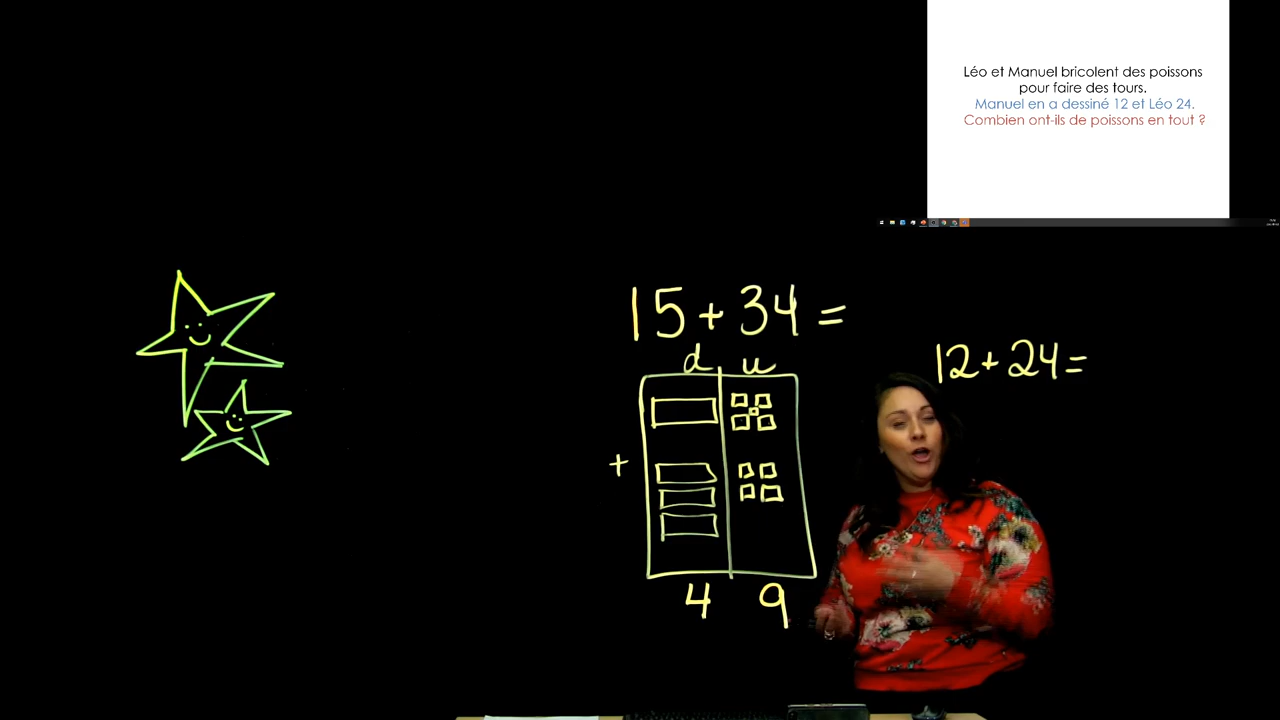 Léo et Manuel bricolent des poissons
pour faire des tours.
Manuel en a dessiné 12 et Léo 24.
Combien ont-ils de poissons en tout ?
15+34=
12+24=
d u
+
4 9